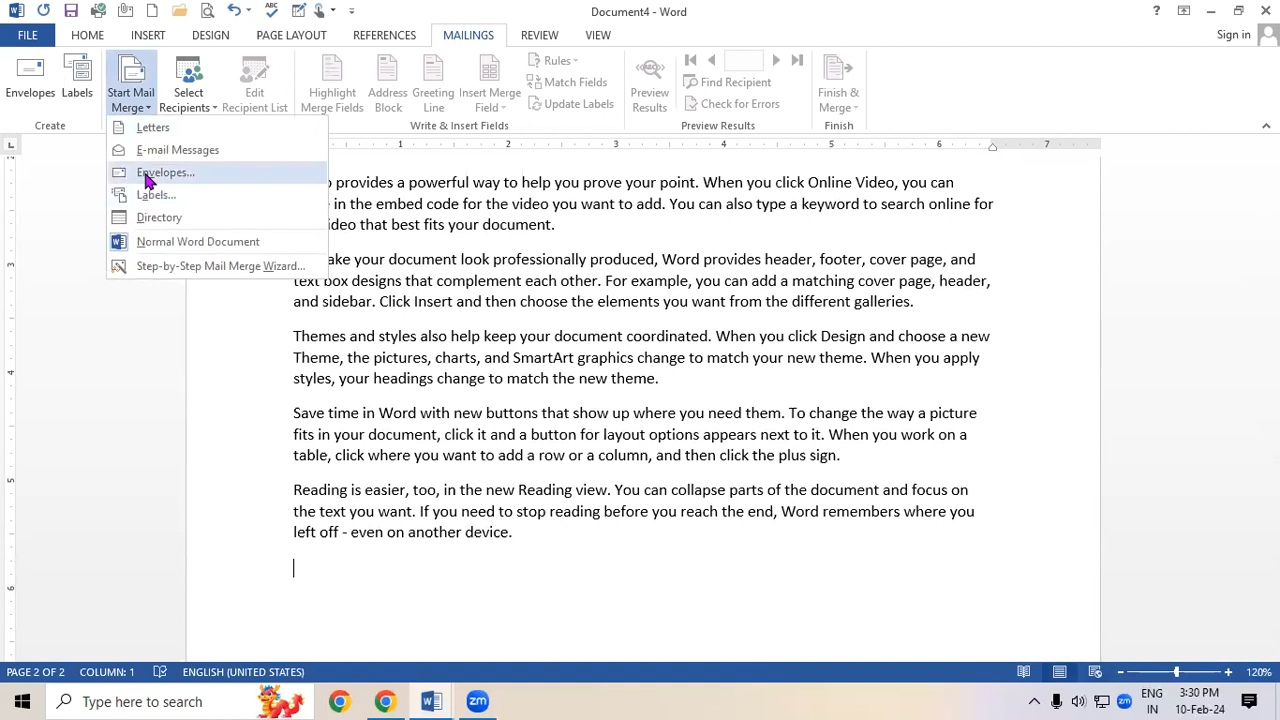 Document4 - Word
?
FILE
HOME
INSERT
DESIGN
PAGE LAYOUT
REFERENCES
MAILINGS
REVIEW
VIEW
Sign in
Envelopes
Labels
Start Mail
Merge
Select
Recipients
Edit
Recipient List
Highlight
Merge Fields
Address
Block
Greeting
Line
Insert Merge
Field
Rules
Match Fields
Update Labels
Preview
Results
Find Recipient
Check for Errors
Finish &
Merge
Create
Write & Insert Fields
Preview Results
Finish
Letters
E-mail Messages
Envelopes...
Labels...
Directory
Normal Word Document
Step-by-Step Mail Merge Wizard...
1 2 3 4 5 6 7
3
4
5
6
provides a powerful way to help you prove your point. When you click Online Video, you can
in the embed code for the video you want to add. You can also type a keyword to search online for
video that best fits your document.
your document look professionally produced, Word provides header, footer, cover page, and
text box designs that complement each other. For example, you can add a matching cover page, header,
and sidebar. Click Insert and then choose the elements you want from the different galleries.
Themes and styles also help keep your document coordinated. When you click Design and choose a new
Theme, the pictures, charts, and SmartArt graphics change to match your new theme. When you apply
styles, your headings change to match the new theme.
Save time in Word with new buttons that show up where you need them. To change the way a picture
fits in your document, click it and a button for layout options appears next to it. When you work on a
table, click where you want to add a row or a column, and then click the plus sign.
Reading is easier, too, in the new Reading view. You can collapse parts of the document and focus on
the text you want. If you need to stop reading before you reach the end, Word remembers where you
left off - even on another device.
PAGE 2 OF 2
COLUMN: 1
ENGLISH (UNITED STATES)
120%
Type here to search
zm
zm
ENG
IN
3:30 PM
10-Feb-24